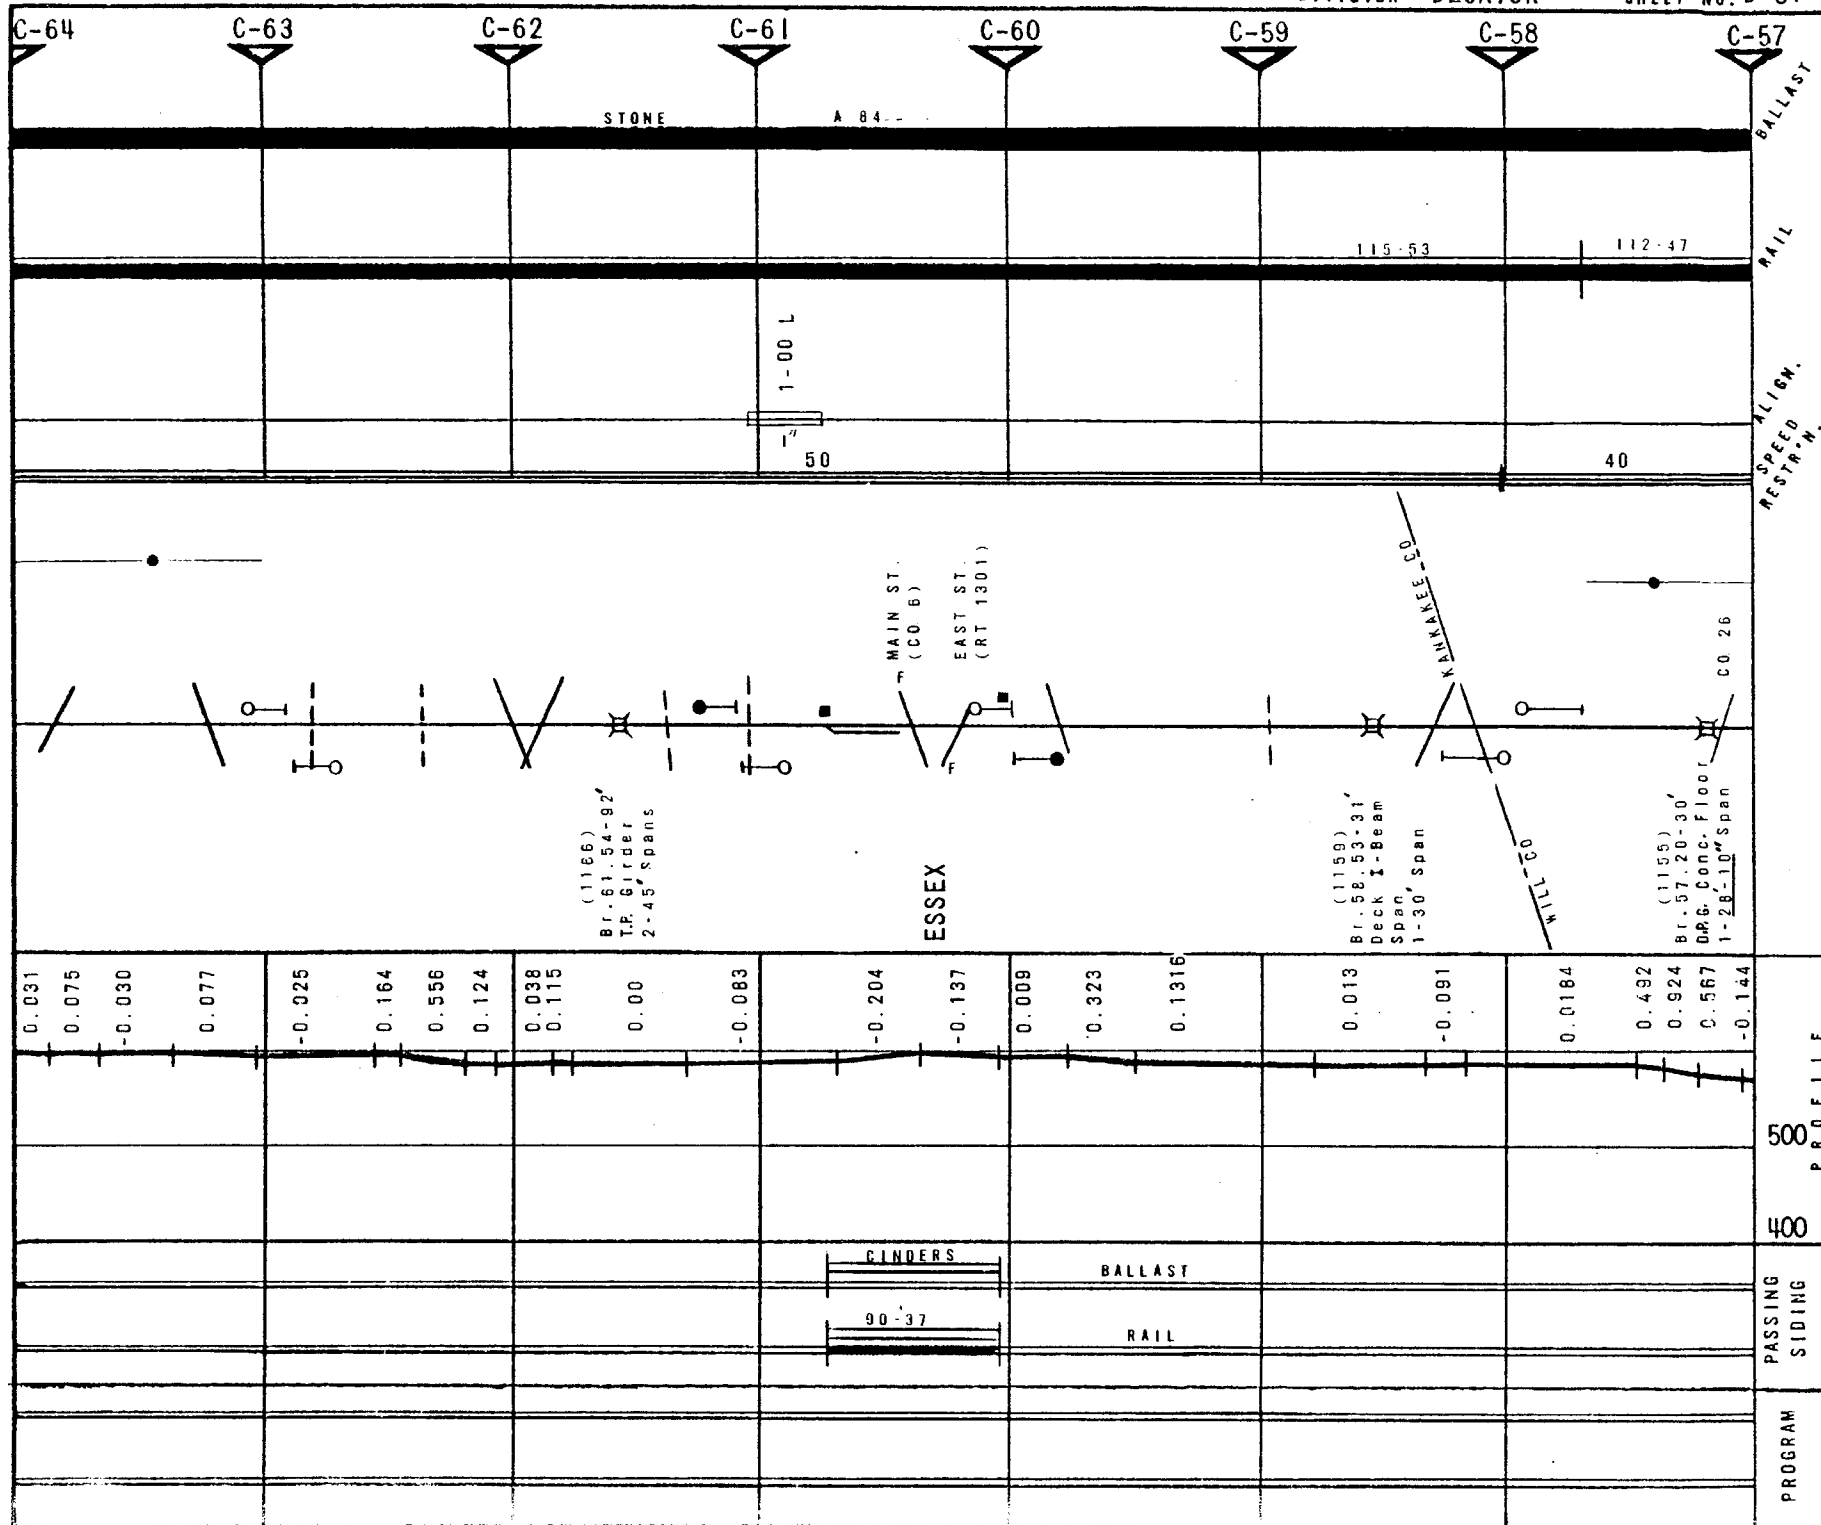 C-64 C-63 C-62 C-61 C-60 C-59 C-58 C-57
STONE A 84
BALLAST
115-53 112-47
RAIL
1-00 L
1"
ALIGN.
50 40
SPEED
RESTR'N.
MAIN ST.
(CO 6)
EAST ST.
(RT 1301)
F
F
KANKAKEE-CO
WILL-CO
CO 26
(1166)
Br.61.54-92'
T.P. Girder
2-45' Spans
ESSEX
(1159)
Br.58.53-31'
Deck I-Beam
Span
1-30' Span
(1155)
Br.57.20-30'
D.P.G. Conc. Floor
1-28'-10" Span
0.031 0.075 -0.030 0.077 -0.025 0.164 0.556 0.124 0.038 0.115 0.00 -0.083 -0.204 -0.137 0.009 0.323 0.1316 0.013 -0.091 0.0184 0.492 0.924 0.567 -0.144
PROFILE
500
400
CINDERS
BALLAST
90-37
RAIL
PASSING
SIDING
PROGRAM